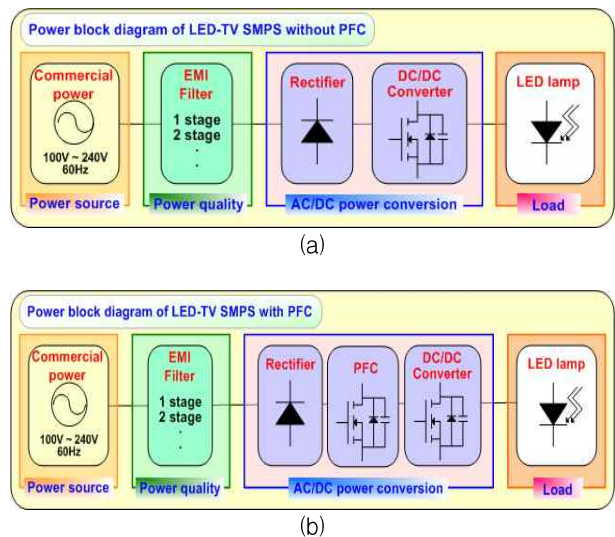 Power block diagram of LED-TV SMPS without PFC
Commercial
power
100V ~ 240V
60Hz
Power source
EMI
Filter
1 stage
2 stage
.
.
Power quality
Rectifier
DC/DC
Converter
AC/DC power conversion
LED lamp
Load
(a)
Power block diagram of LED-TV SMPS with PFC
Commercial
power
100V ~ 240V
60Hz
Power source
EMI
Filter
1 stage
2 stage
.
.
Power quality
Rectifier
PFC
DC/DC
Converter
AC/DC power conversion
LED lamp
Load
(b)